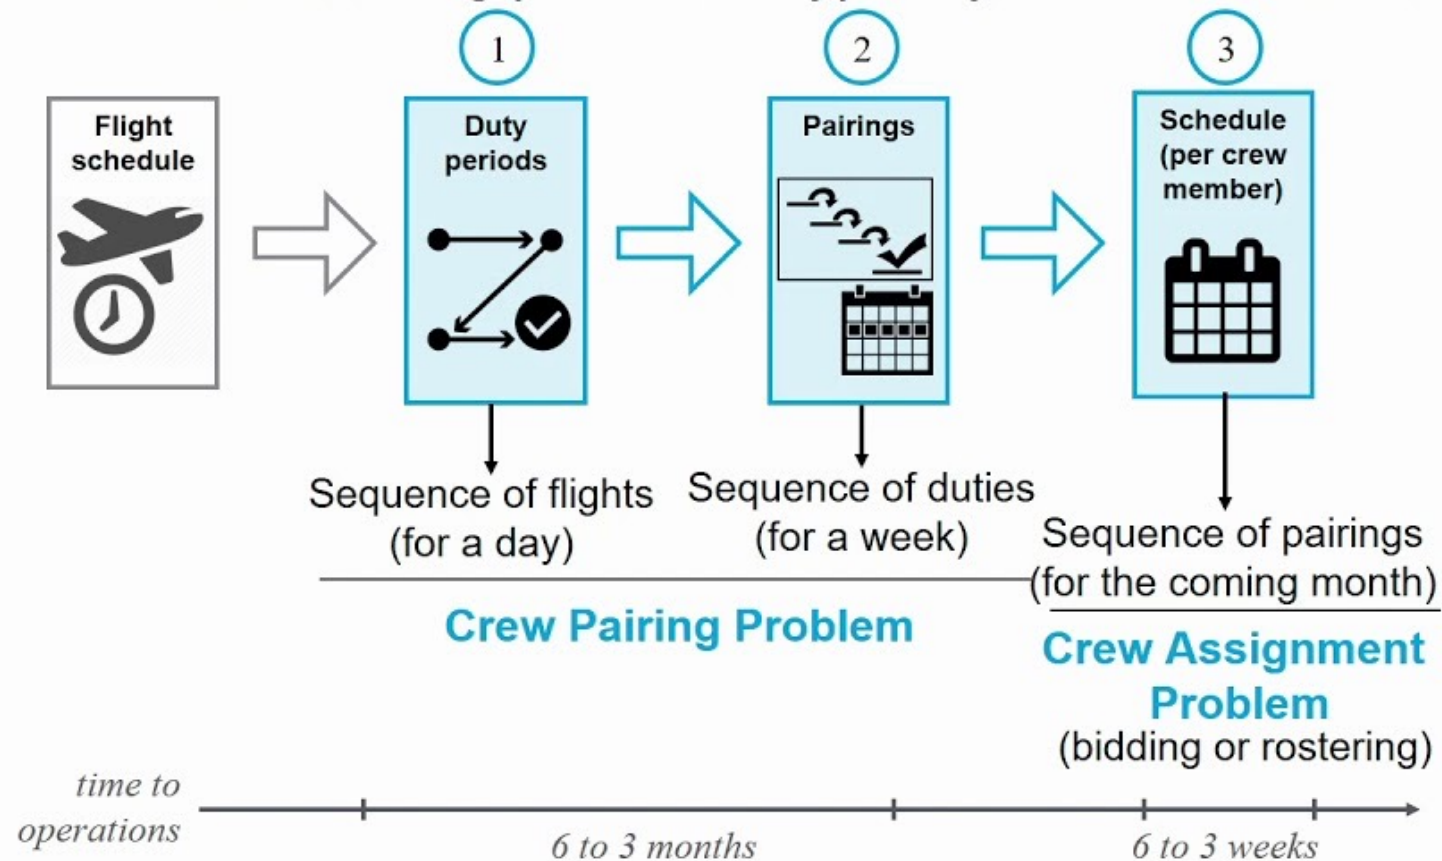 1
2
3
Flight
schedule
Duty
periods
Pairings
Schedule
(per crew
member)
Sequence of flights
(for a day)
Sequence of duties
(for a week)
Sequence of pairings
(for the coming month)
Crew Pairing Problem
Crew Assignment
Problem
(bidding or rostering)
time to
operations
6 to 3 months
6 to 3 weeks